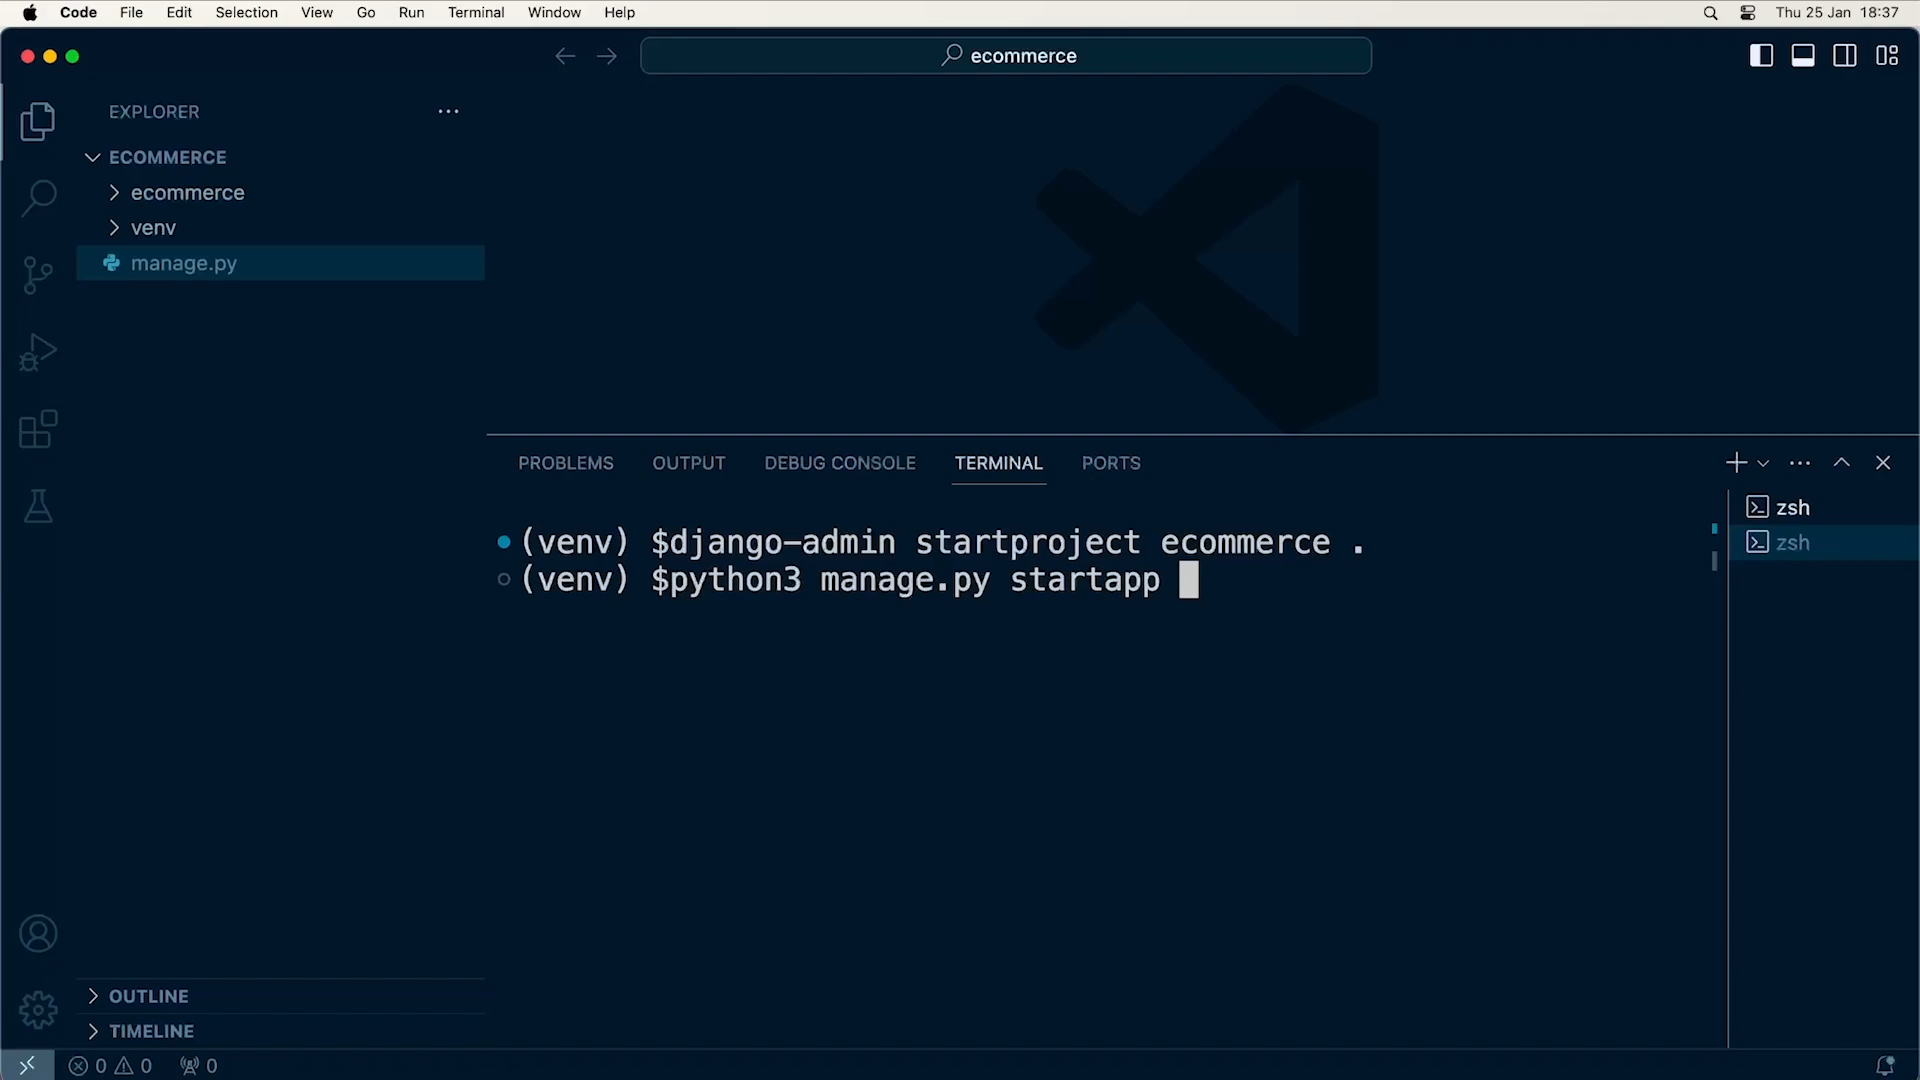 Code File Edit Selection View Go Run Terminal Window Help Thu 25 Jan 18:37
ecommerce
EXPLORER
ECOMMERCE
ecommerce
venv
manage.py
PROBLEMS OUTPUT DEBUG CONSOLE TERMINAL PORTS
(venv) $django-admin startproject ecommerce .
(venv) $python3 manage.py startapp
zsh
zsh
OUTLINE
TIMELINE
0 0 0